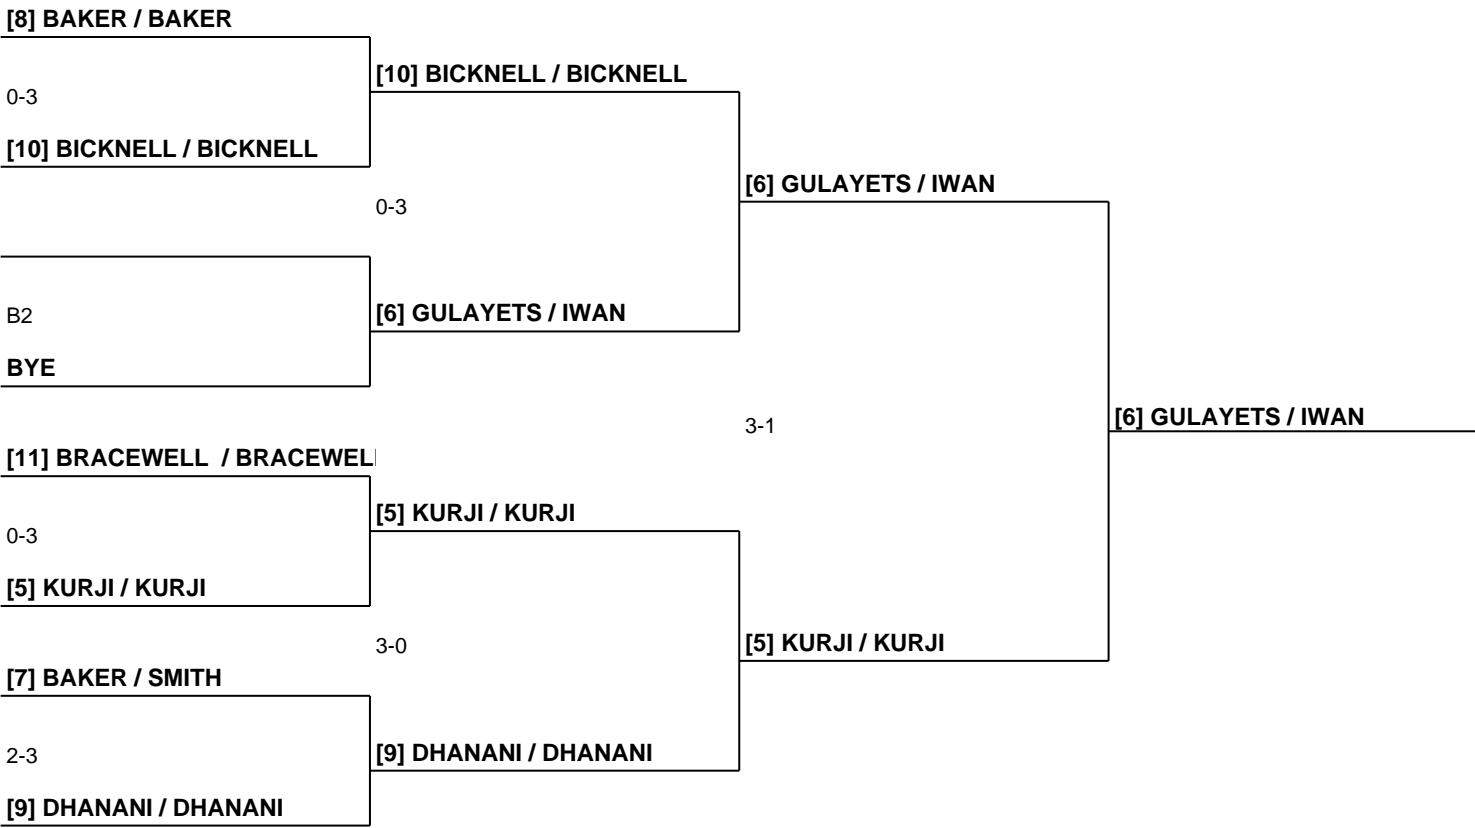 [8] BAKER / BAKER
0-3
[10] BICKNELL / BICKNELL
B2
BYE
[11] BRACEWELL / BRACEWEL
0-3
[5] KURJI / KURJI
[7] BAKER / SMITH
2-3
[9] DHANANI / DHANANI
[10] BICKNELL / BICKNELL
0-3
[6] GULAYETS / IWAN
[5] KURJI / KURJI
3-0
[9] DHANANI / DHANANI
[6] GULAYETS / IWAN
3-1
[5] KURJI / KURJI
[6] GULAYETS / IWAN